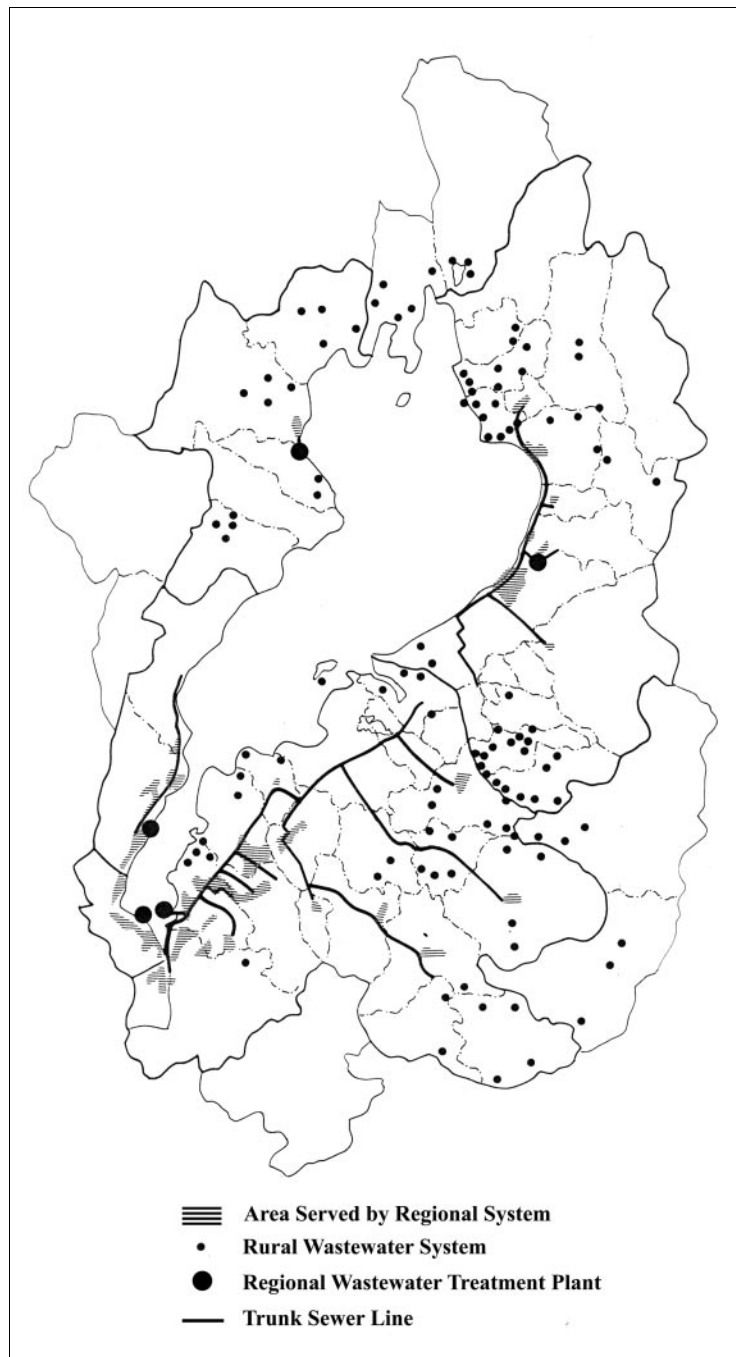 Area Served by Regional System
Rural Wastewater System
Regional Wastewater Treatment Plant
Trunk Sewer Line